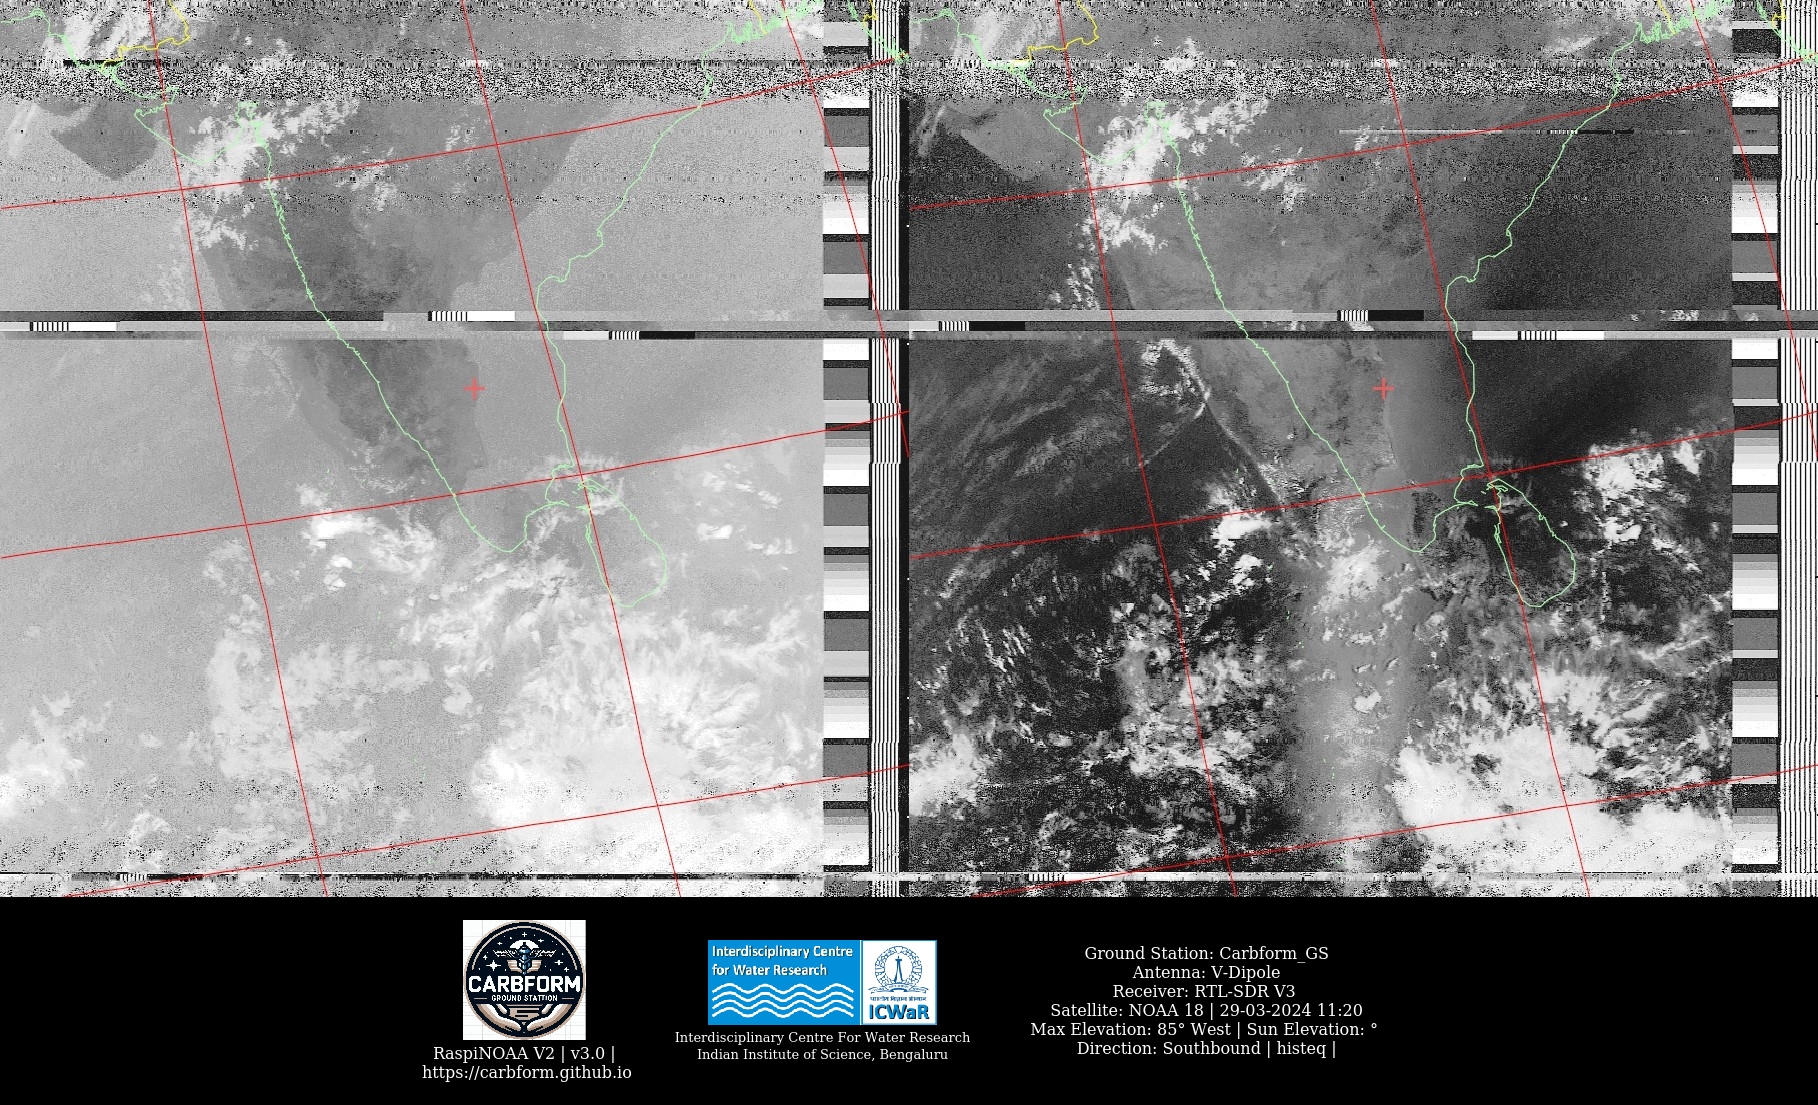 CARBFORM
GROUND STATTION
RaspiNOAA V2 | v3.0 |
https://carbform.github.io
Interdisciplinary Centre
for Water Research
ICWaR
Interdisciplinary Centre For Water Research
Indian Institute of Science, Bengaluru
Ground Station: Carbform_GS
Antenna: V-Dipole
Receiver: RTL-SDR V3
Satellite: NOAA 18 | 29-03-2024 11:20
Max Elevation: 85° West | Sun Elevation: °
Direction: Southbound | histeq |